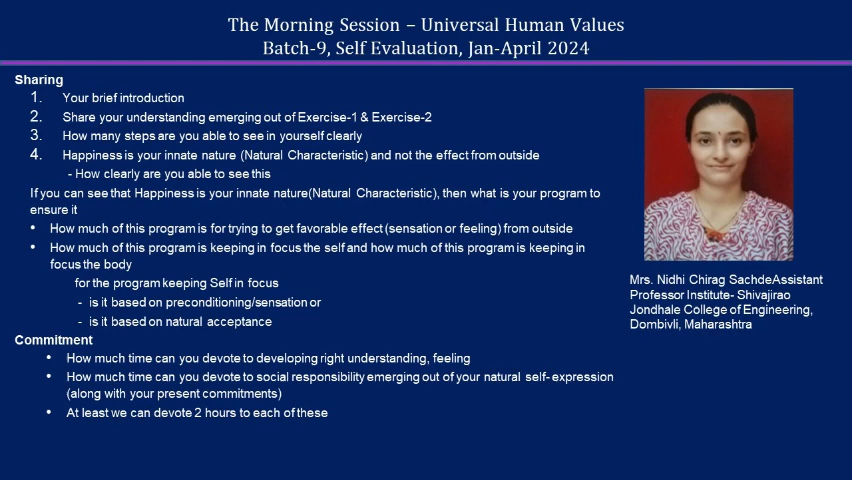 The Morning Session – Universal Human Values
Batch-9, Self Evaluation, Jan-April 2024
Sharing
1. Your brief introduction
2. Share your understanding emerging out of Exercise-1 & Exercise-2
3. How many steps are you able to see in yourself clearly
4. Happiness is your innate nature (Natural Characteristic) and not the effect from outside
- How clearly are you able to see this
If you can see that Happiness is your innate nature(Natural Characteristic), then what is your program to
ensure it
• How much of this program is for trying to get favorable effect (sensation or feeling) from outside
• How much of this program is keeping in focus the self and how much of this program is keeping in
focus the body
for the program keeping Self in focus
- is it based on preconditioning/sensation or
- is it based on natural acceptance
Commitment
• How much time can you devote to developing right understanding, feeling
• How much time can you devote to social responsibility emerging out of your natural self- expression
(along with your present commitments)
• At least we can devote 2 hours to each of these
Mrs. Nidhi Chirag SachdeAssistant
Professor Institute- Shivajirao
Jondhale College of Engineering,
Dombivli, Maharashtra